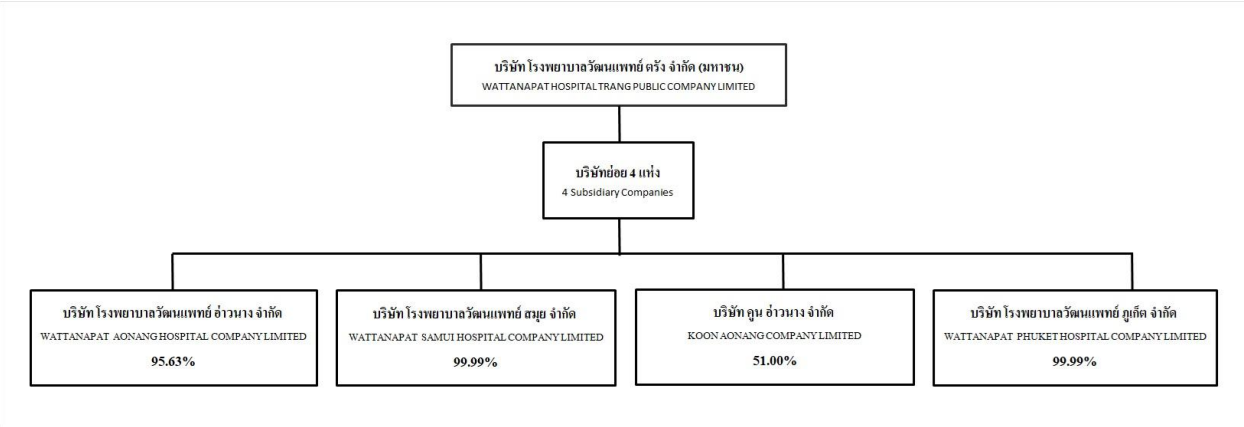 บริษัท โรงพยาบาลวัฒนแพทย์ ตรัง จำกัด (มหาชน)
WATTANAPAT HOSPITAL TRANG PUBLIC COMPANY LIMITED
บริษัทย่อย 4 แห่ง
4 Subsidiary Companies
บริษัท โรงพยาบาลวัฒนแพทย์ อ่าวนาง จำกัด
WATTANAPAT AONANG HOSPITAL COMPANY LIMITED
95.63%
บริษัท โรงพยาบาลวัฒนแพทย์ สมุย จำกัด
WATTANAPAT SAMUI HOSPITAL COMPANY LIMITED
99.99%
บริษัท คูน อ่าวนาง จำกัด
KOON AONANG COMPANY LIMITED
51.00%
บริษัท โรงพยาบาลวัฒนแพทย์ ภูเก็ต จำกัด
WATTANAPAT PHUKET HOSPITAL COMPANY LIMITED
99.99%